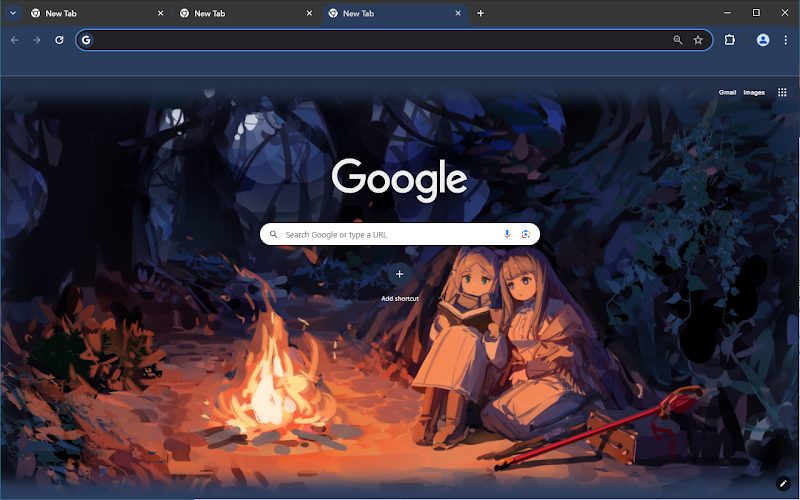 New Tab
New Tab
New Tab
Gmail Images
Google
Search Google or type a URL
Add shortcut